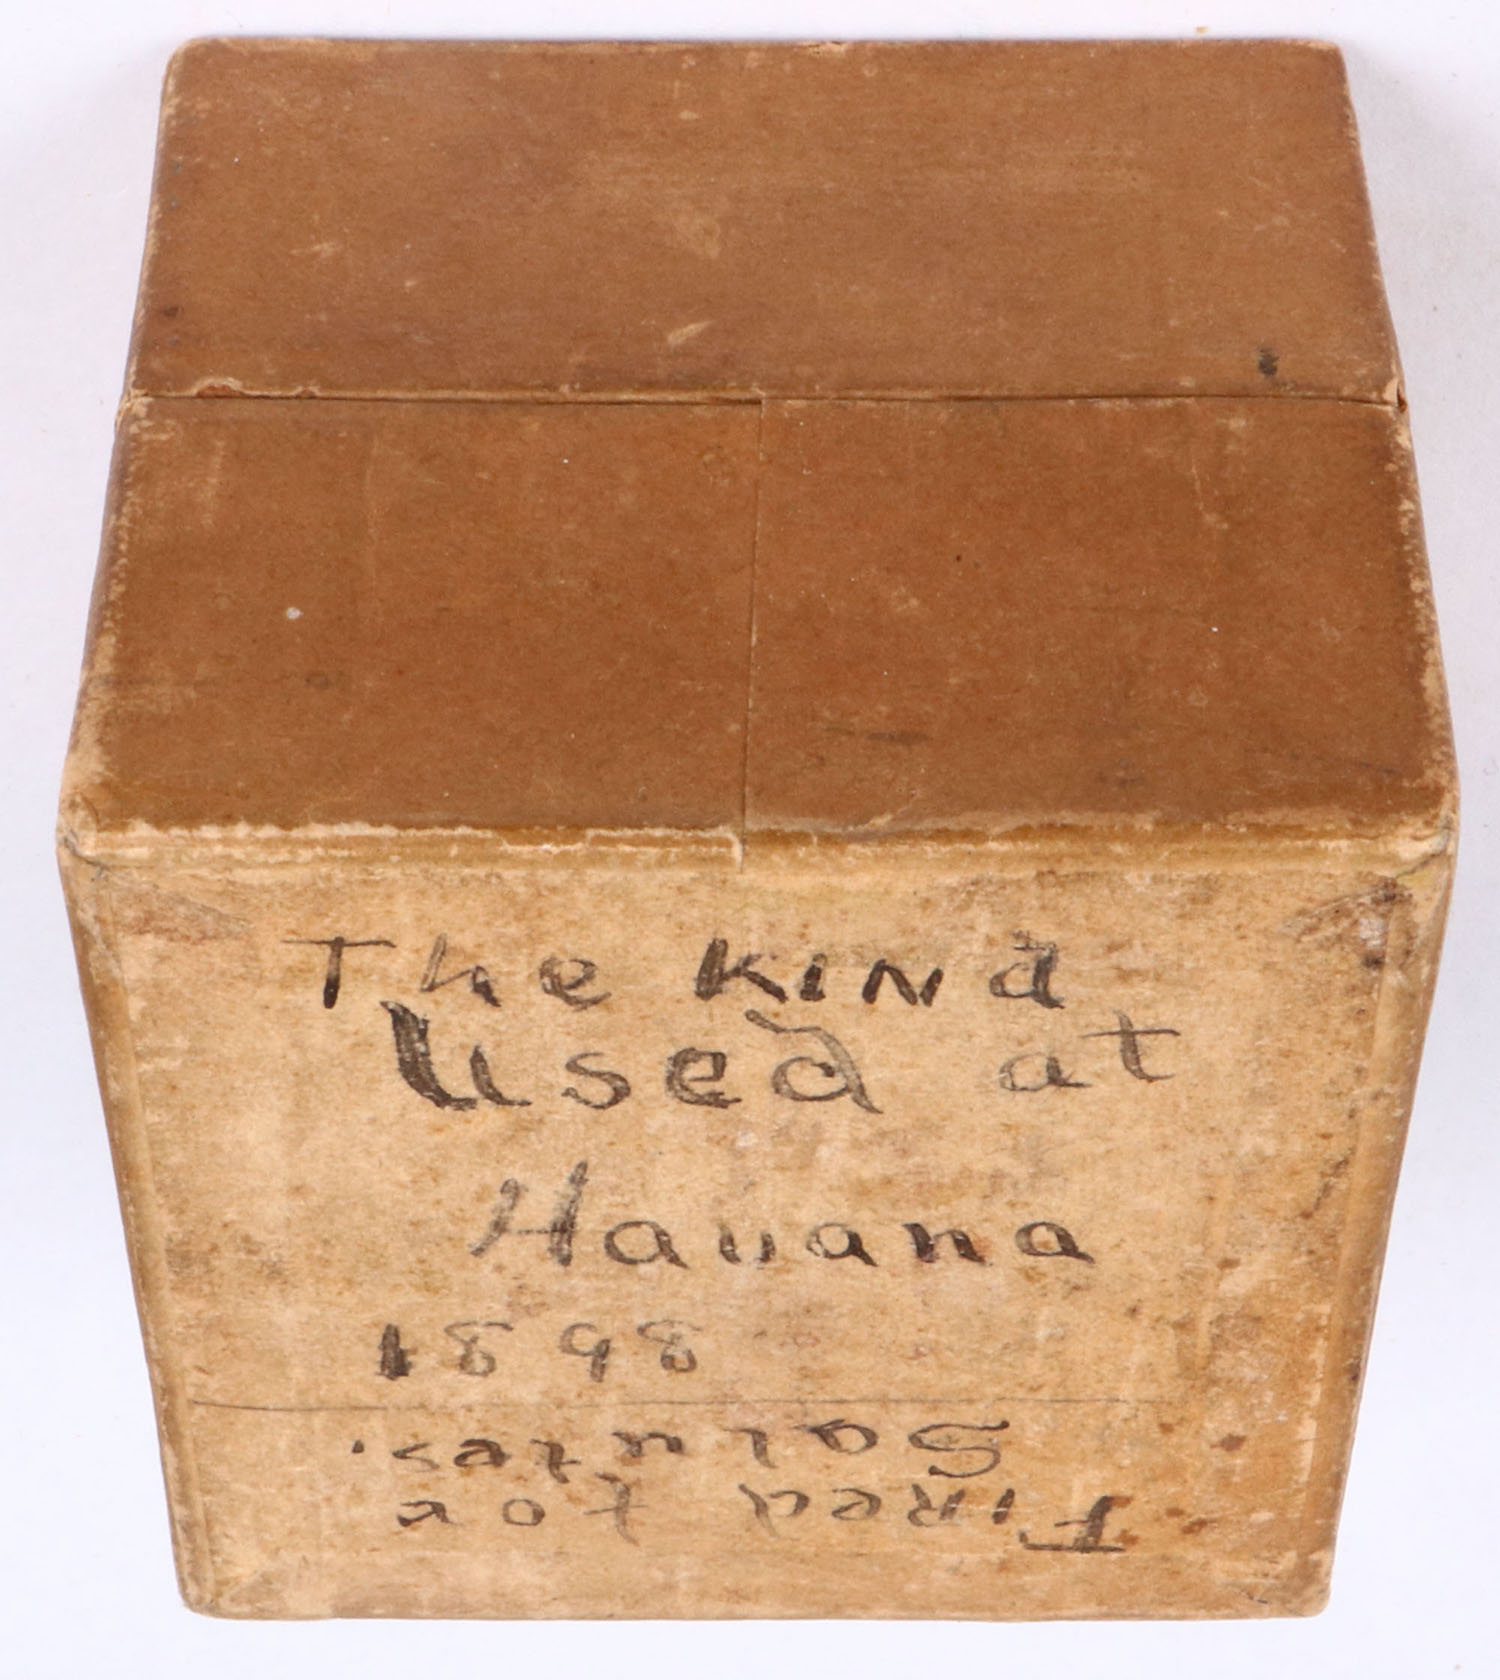 The Kind
Used at
Havana
1898
Fired for
Salutes.